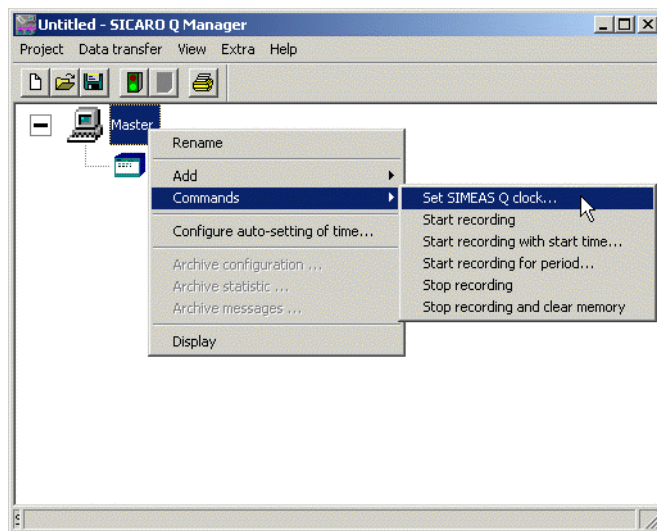 Untitled - SICARO Q Manager
Project Data transfer View Extra Help
Master
Rename
Add
Commands
Configure auto-setting of time...
Archive configuration ...
Archive statistic ...
Archive messages ...
Display
Set SIMEAS Q clock...
Start recording
Start recording with start time...
Start recording for period...
Stop recording
Stop recording and clear memory